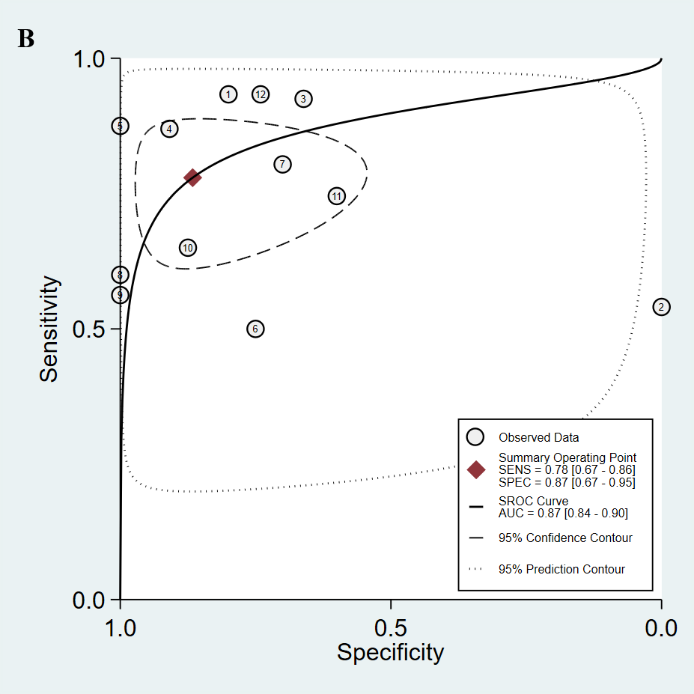 B
1.0
1
12
3
5
4
7
11
10
8
9
2
6
0.5
0.0
Sensitivity
1.0
0.5
0.0
Specificity
Observed Data
Summary Operating Point
SENS = 0.78 [0.67 - 0.86]
SPEC = 0.87 [0.67 - 0.95]
SROC Curve
AUC = 0.87 [0.84 - 0.90]
95% Confidence Contour
95% Prediction Contour